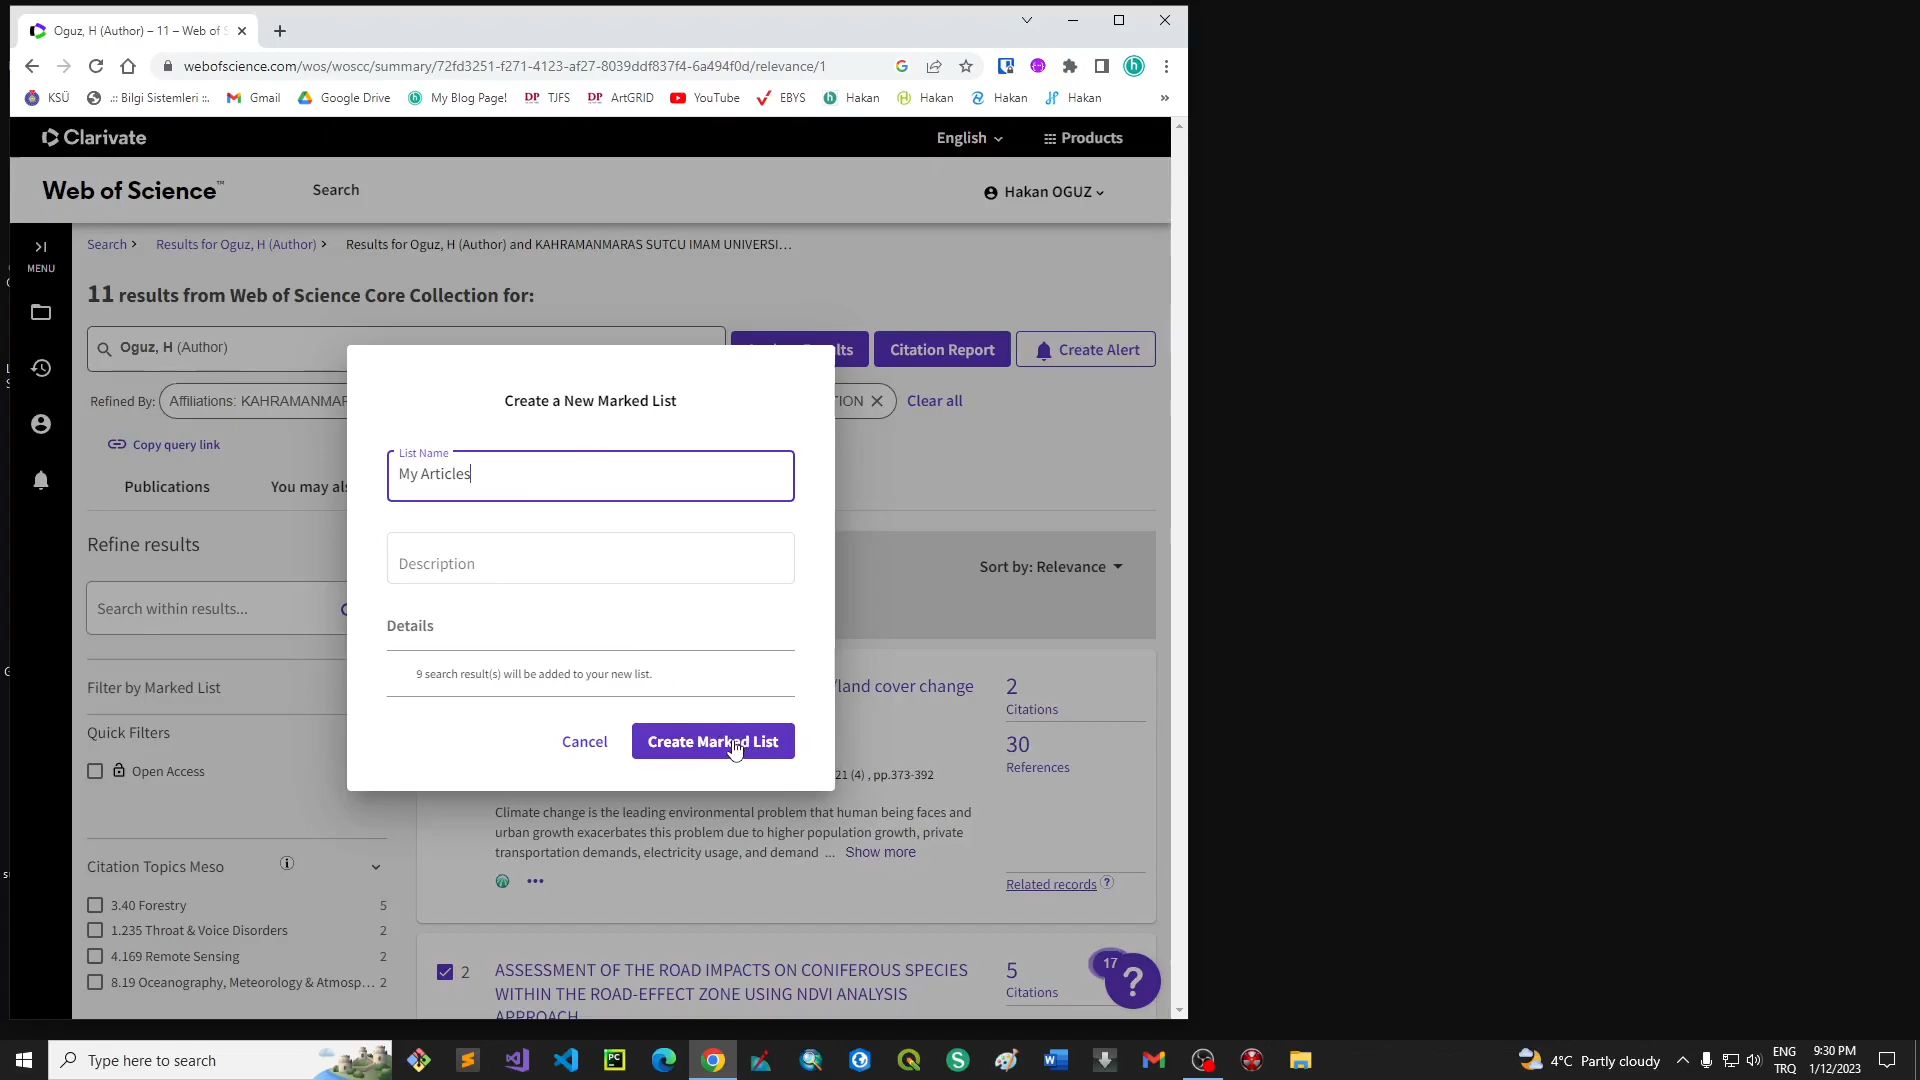 Oguz, H (Author) – 11 – Web of S
webofscience.com/wos/woscc/summary/72fd3251-f271-4123-af27-8039ddf837f4-6a494f0d/relevance/1
KSÜ
.:: Bilgi Sistemleri ::.
Gmail
Google Drive
My Blog Page!
DP TJFS
DP ArtGRID
YouTube
EBYS
Hakan
Hakan
Hakan
Hakan
»
Clarivate
English
Products
Web of Science™
Search
Hakan OGUZ
MENU
Search > Results for Oguz, H (Author) > Results for Oguz, H (Author) and KAHRAMANMARAS SUTCU IMAM UNIVERSI...
11 results from Web of Science Core Collection for:
Oguz, H (Author)
Citation Report
Create Alert
Refined By:
Affiliations: KAHRAMANMAR
ION
Clear all
Copy query link
Publications
You may als
Create a New Marked List
List Name
My Articles
Description
Details
9 search result(s) will be added to your new list.
Cancel
Create Marked List
Refine results
Sort by: Relevance
Search within results...
Filter by Marked List
Quick Filters
Open Access
Citation Topics Meso
3.40 Forestry 5
1.235 Throat & Voice Disorders 2
4.169 Remote Sensing 2
8.19 Oceanography, Meteorology & Atmosp... 2
/land cover change
2
Citations
30
References
21 (4) , pp.373-392
Climate change is the leading environmental problem that human being faces and
urban growth exacerbates this problem due to higher population growth, private
transportation demands, electricity usage, and demand ... Show more
Related records ?
2
ASSESSMENT OF THE ROAD IMPACTS ON CONIFEROUS SPECIES
WITHIN THE ROAD-EFFECT ZONE USING NDVI ANALYSIS
APPROACH
5
Citations
17
?
Type here to search
4°C Partly cloudy
ENG
TRQ
9:30 PM
1/12/2023